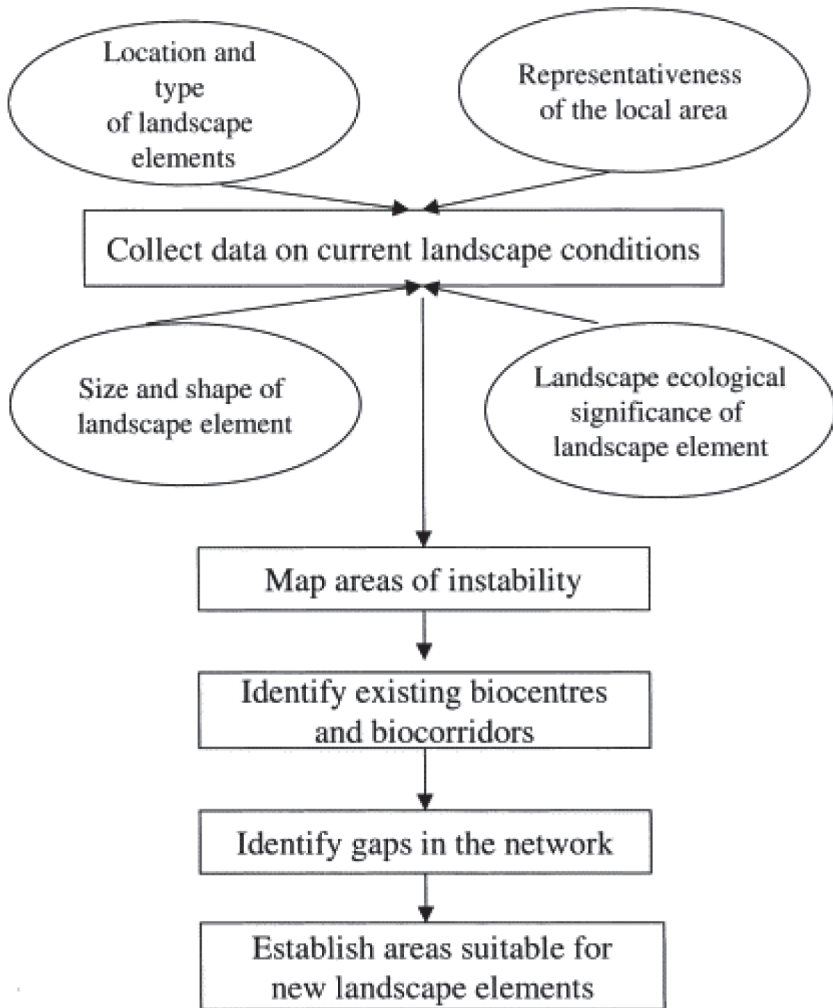 Location and
type
of landscape
elements
Representativeness
of the local area
Collect data on current landscape conditions
Size and shape of
landscape element
Landscape ecological
significance of
landscape element
Map areas of instability
Identify existing biocentres
and biocorridors
Identify gaps in the network
Establish areas suitable for
new landscape elements